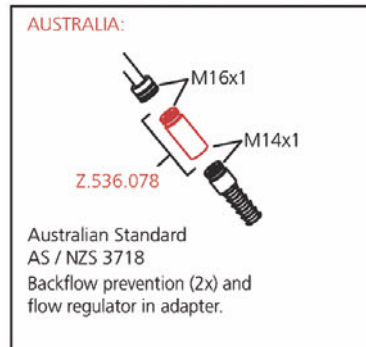 AUSTRALIA:
M16x1
M14x1
Z.536.078
Australian Standard
AS / NZS 3718
Backflow prevention (2x) and
flow regulator in adapter.